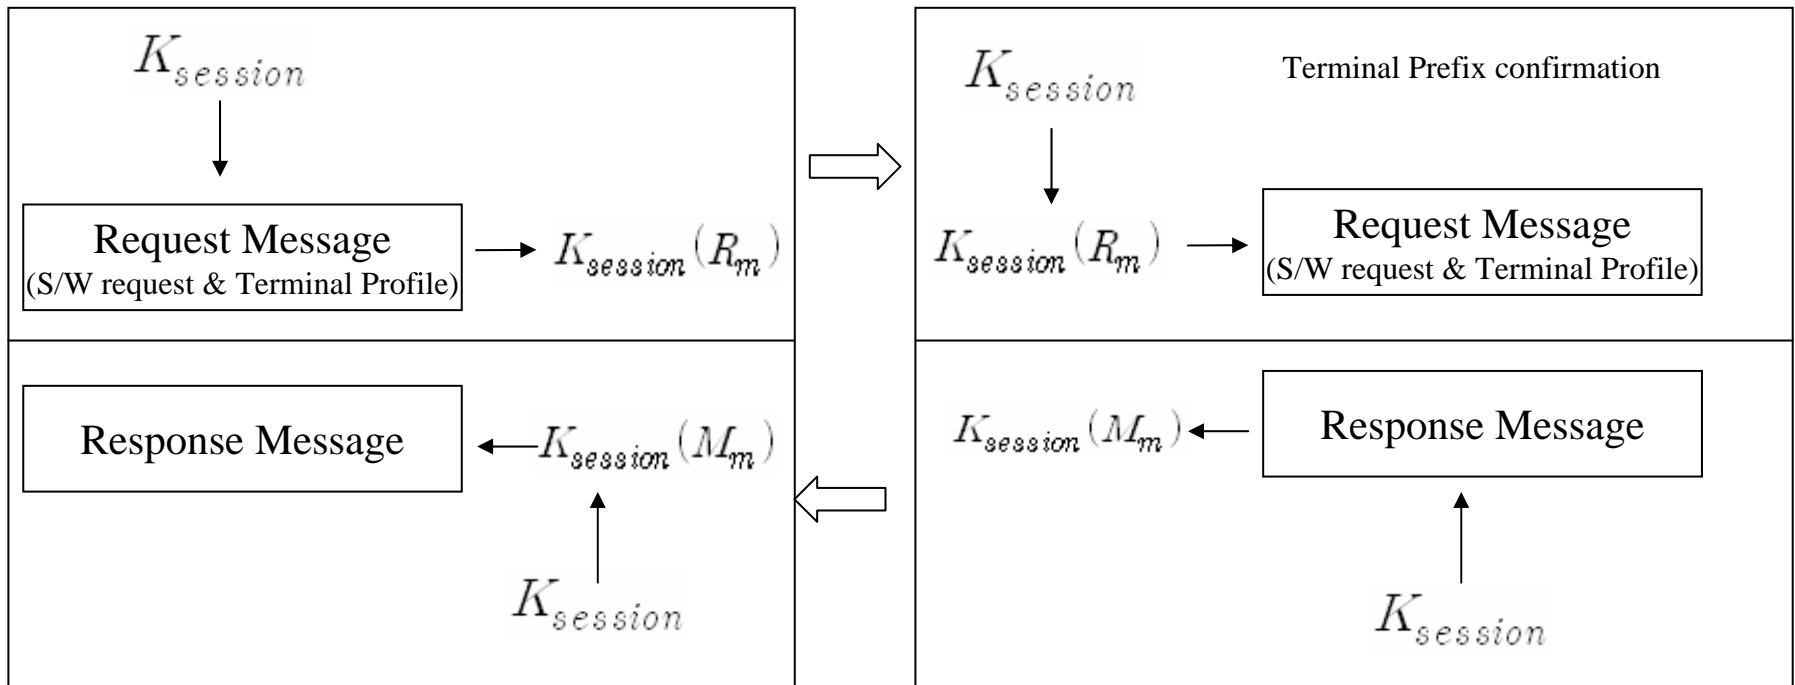 K_session
Request Message
(S/W request & Terminal Profile)
K_session(R_m)
Response Message
K_session(M_m)
K_session
K_session
Terminal Prefix confirmation
K_session(R_m)
Request Message
(S/W request & Terminal Profile)
K_session(M_m)
Response Message
K_session